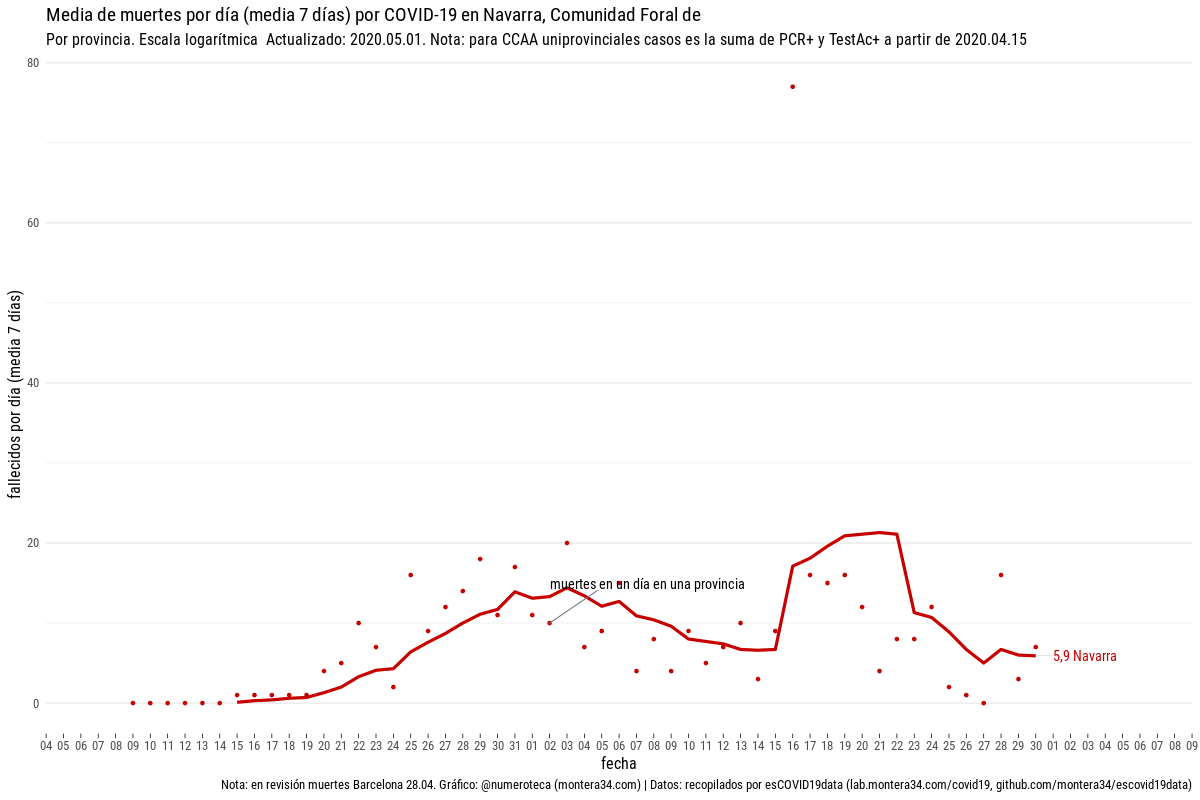 Media de muertes por día (media 7 días) por COVID-19 en Navarra, Comunidad Foral de
Por provincia. Escala logarítmica  Actualizado: 2020.05.01. Nota: para CCAA uniprovinciales casos es la suma de PCR+ y TestAc+ a partir de 2020.04.15
fallecidos por día (media 7 días)
80
60
40
20
0
muertes en un día en una provincia
5,9 Navarra
04 05 06 07 08 09 10 11 12 13 14 15 16 17 18 19 20 21 22 23 24 25 26 27 28 29 30 31 01 02 03 04 05 06 07 08 09 10 11 12 13 14 15 16 17 18 19 20 21 22 23 24 25 26 27 28 29 30 01 02 03 04 05 06 07 08 09
fecha
Nota: en revisión muertes Barcelona 28.04. Gráfico: @numeroteca (montera34.com) | Datos: recopilados por esCOVID19data (lab.montera34.com/covid19, github.com/montera34/escovid19data)